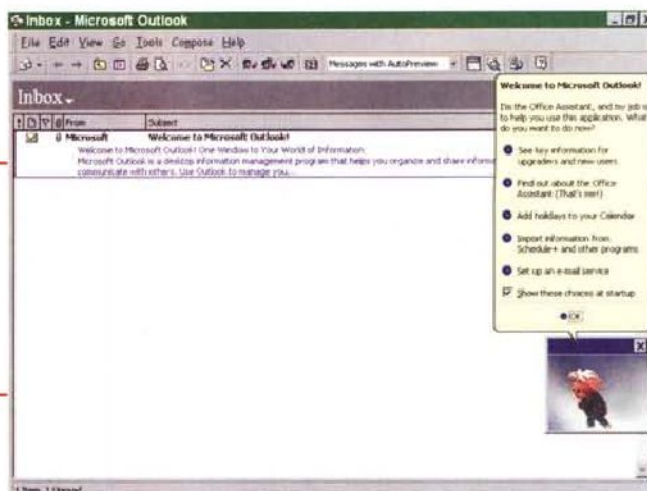 Inbox - Microsoft Outlook
File Edit View Go Tools Compose Help
Messages with AutoPreview
Inbox
From Subject
Microsoft Welcome to Microsoft Outlook!
Welcome to Microsoft Outlook! One Window to Your World of Information
Microsoft Outlook is a desktop information management program that helps you organize and share inform
communicate with others. Use Outlook to manage you...
Welcome to Microsoft Outlook!
I'm the Office Assistant, and my job is
to help you use this application. What
do you want to do now?
See key information for
upgraders and new users
Find out about the Office
Assistant (That's me!)
Add holidays to your Calendar
Import information from
Schedule+ and other programs
Set up an e-mail service
Show these choices at startup
OK
1 Item, 1 Unread